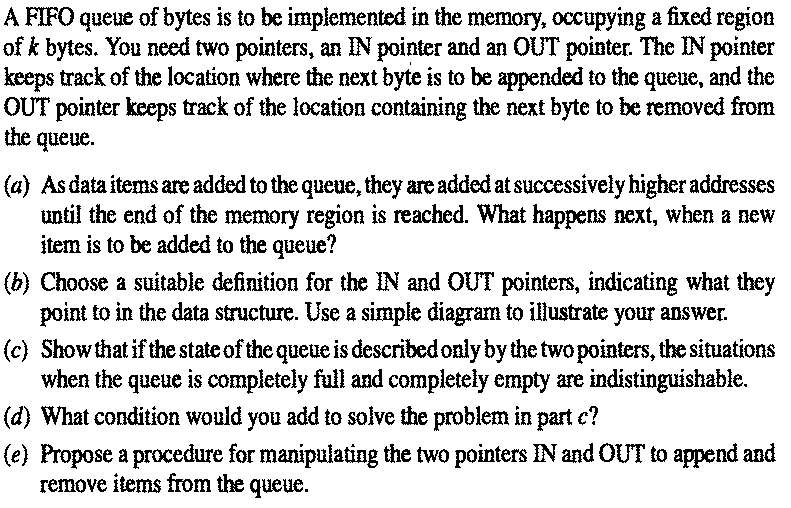 A FIFO queue of bytes is to be implemented in the memory, occupying a fixed region
of k bytes. You need two pointers, an IN pointer and an OUT pointer. The IN pointer
keeps track of the location where the next byte is to be appended to the queue, and the
OUT pointer keeps track of the location containing the next byte to be removed from
the queue.
(a) As data items are added to the queue, they are added at successively higher addresses
until the end of the memory region is reached. What happens next, when a new
item is to be added to the queue?
(b) Choose a suitable definition for the IN and OUT pointers, indicating what they
point to in the data structure. Use a simple diagram to illustrate your answer.
(c) Show that if the state of the queue is described only by the two pointers, the situations
when the queue is completely full and completely empty are indistinguishable.
(d) What condition would you add to solve the problem in part c?
(e) Propose a procedure for manipulating the two pointers IN and OUT to append and
remove items from the queue.